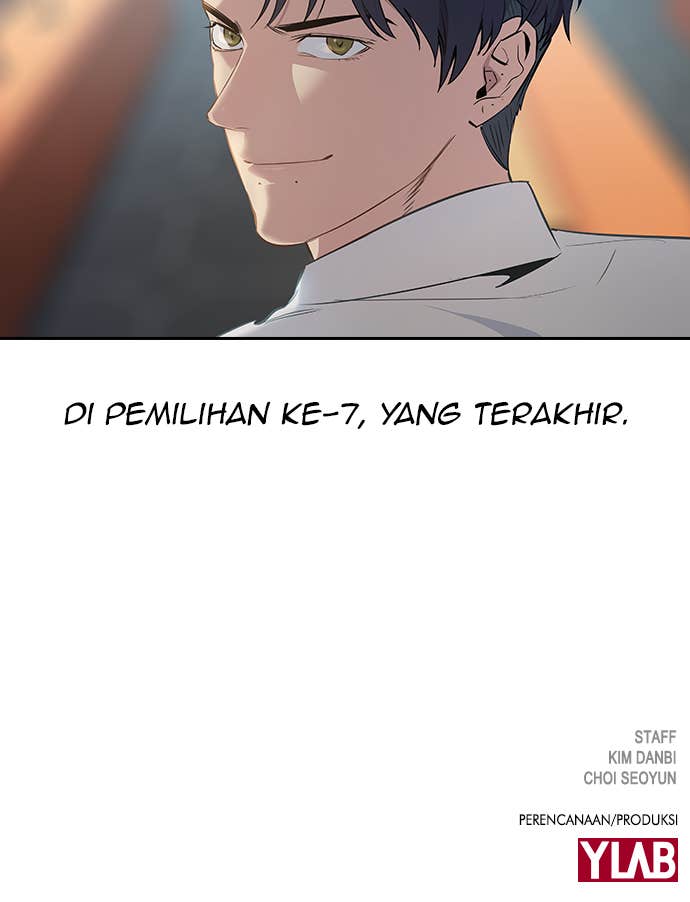 DI PEMILIHAN KE-7, YANG TERAKHIR.
STAFF
KIM DANBI
CHOI SEOYUN
PERENCANAAN/PRODUKSI
YLAB